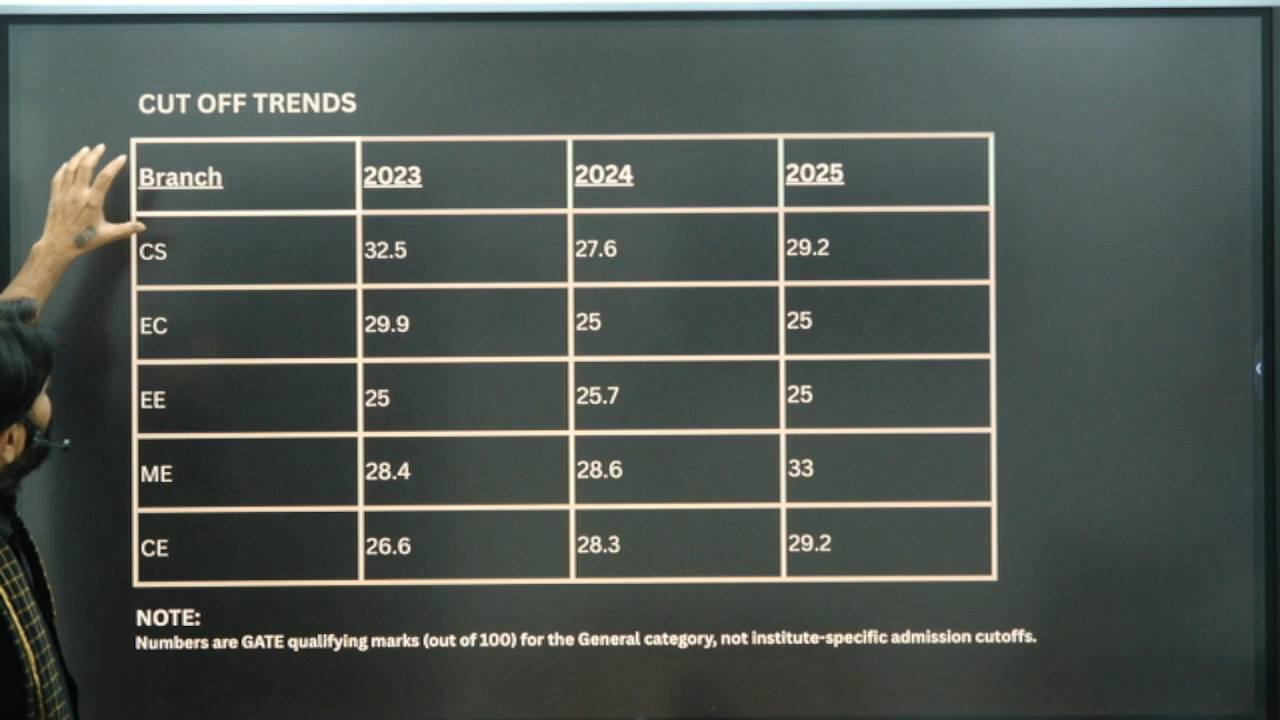 CUT OFF TRENDS
Branch 2023 2024 2025
CS 32.5 27.6 29.2
EC 29.9 25 25
EE 25 25.7 25
ME 28.4 28.6 33
CE 26.6 28.3 29.2
NOTE:
Numbers are GATE qualifying marks (out of 100) for the General category, not institute-specific admission cutoffs.